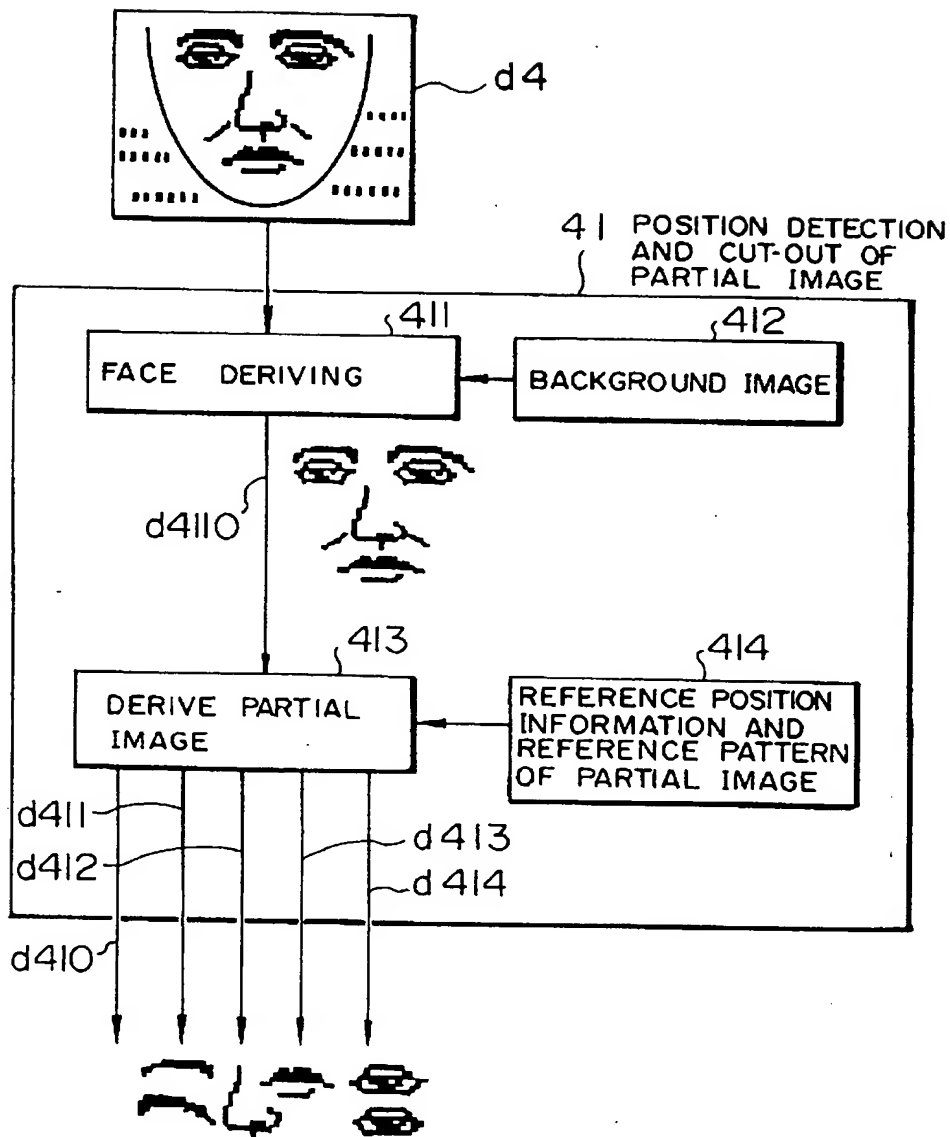 d4
41 POSITION DETECTION
AND CUT-OUT OF
PARTIAL IMAGE
411
412
FACE DERIVING
BACKGROUND IMAGE
d4110
413
414
DERIVE PARTIAL
IMAGE
REFERENCE POSITION
INFORMATION AND
REFERENCE PATTERN
OF PARTIAL IMAGE
d411
d412
d413
d414
d410